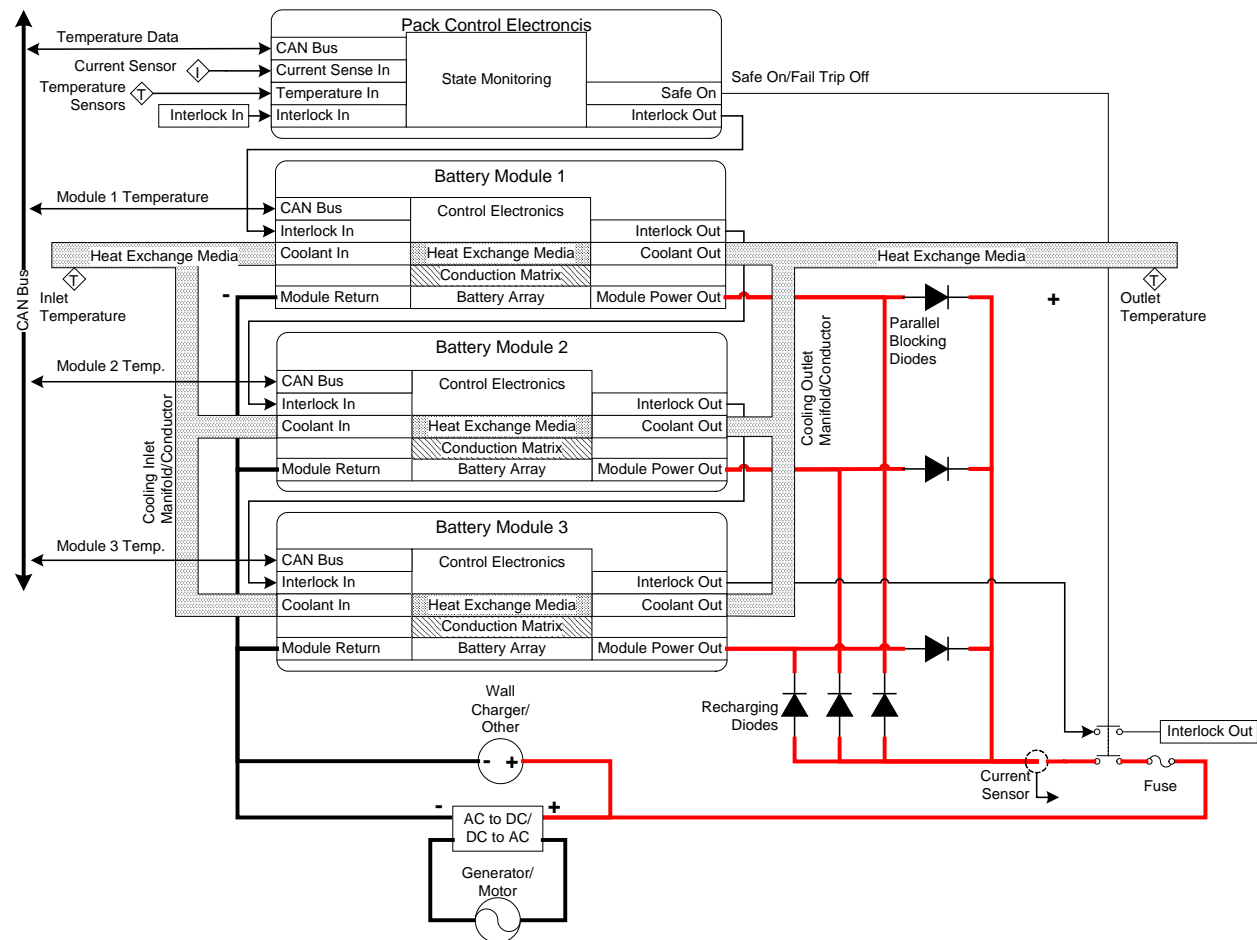 Pack Control Electroncis
Temperature Data
CAN Bus
Current Sensor
I
Current Sense In
State Monitoring
Safe On/Fail Trip Off
Temperature
Sensors
T
Temperature In
Safe On
Interlock In
Interlock In
Interlock Out
Battery Module 1
Module 1 Temperature
CAN Bus
Control Electronics
Interlock In
Interlock Out
Heat Exchange Media
Coolant In
Heat Exchange Media
Coolant Out
Heat Exchange Media
Conduction Matrix
T
Inlet
Temperature
CAN Bus
-
Module Return
Battery Array
Module Power Out
+
T
Outlet
Temperature
Parallel
Blocking
Diodes
Battery Module 2
Module 2 Temp.
CAN Bus
Control Electronics
Interlock In
Interlock Out
Coolant In
Heat Exchange Media
Coolant Out
Conduction Matrix
Module Return
Battery Array
Module Power Out
Cooling Inlet
Manifold/Conductor
Cooling Outlet
Manifold/Conductor
Battery Module 3
Module 3 Temp.
CAN Bus
Control Electronics
Interlock In
Interlock Out
Coolant In
Heat Exchange Media
Coolant Out
Conduction Matrix
Module Return
Battery Array
Module Power Out
Wall
Charger/
Other
- +
Recharging
Diodes
Interlock Out
Current
Sensor
Fuse
-
+
AC to DC/
DC to AC
Generator/
Motor